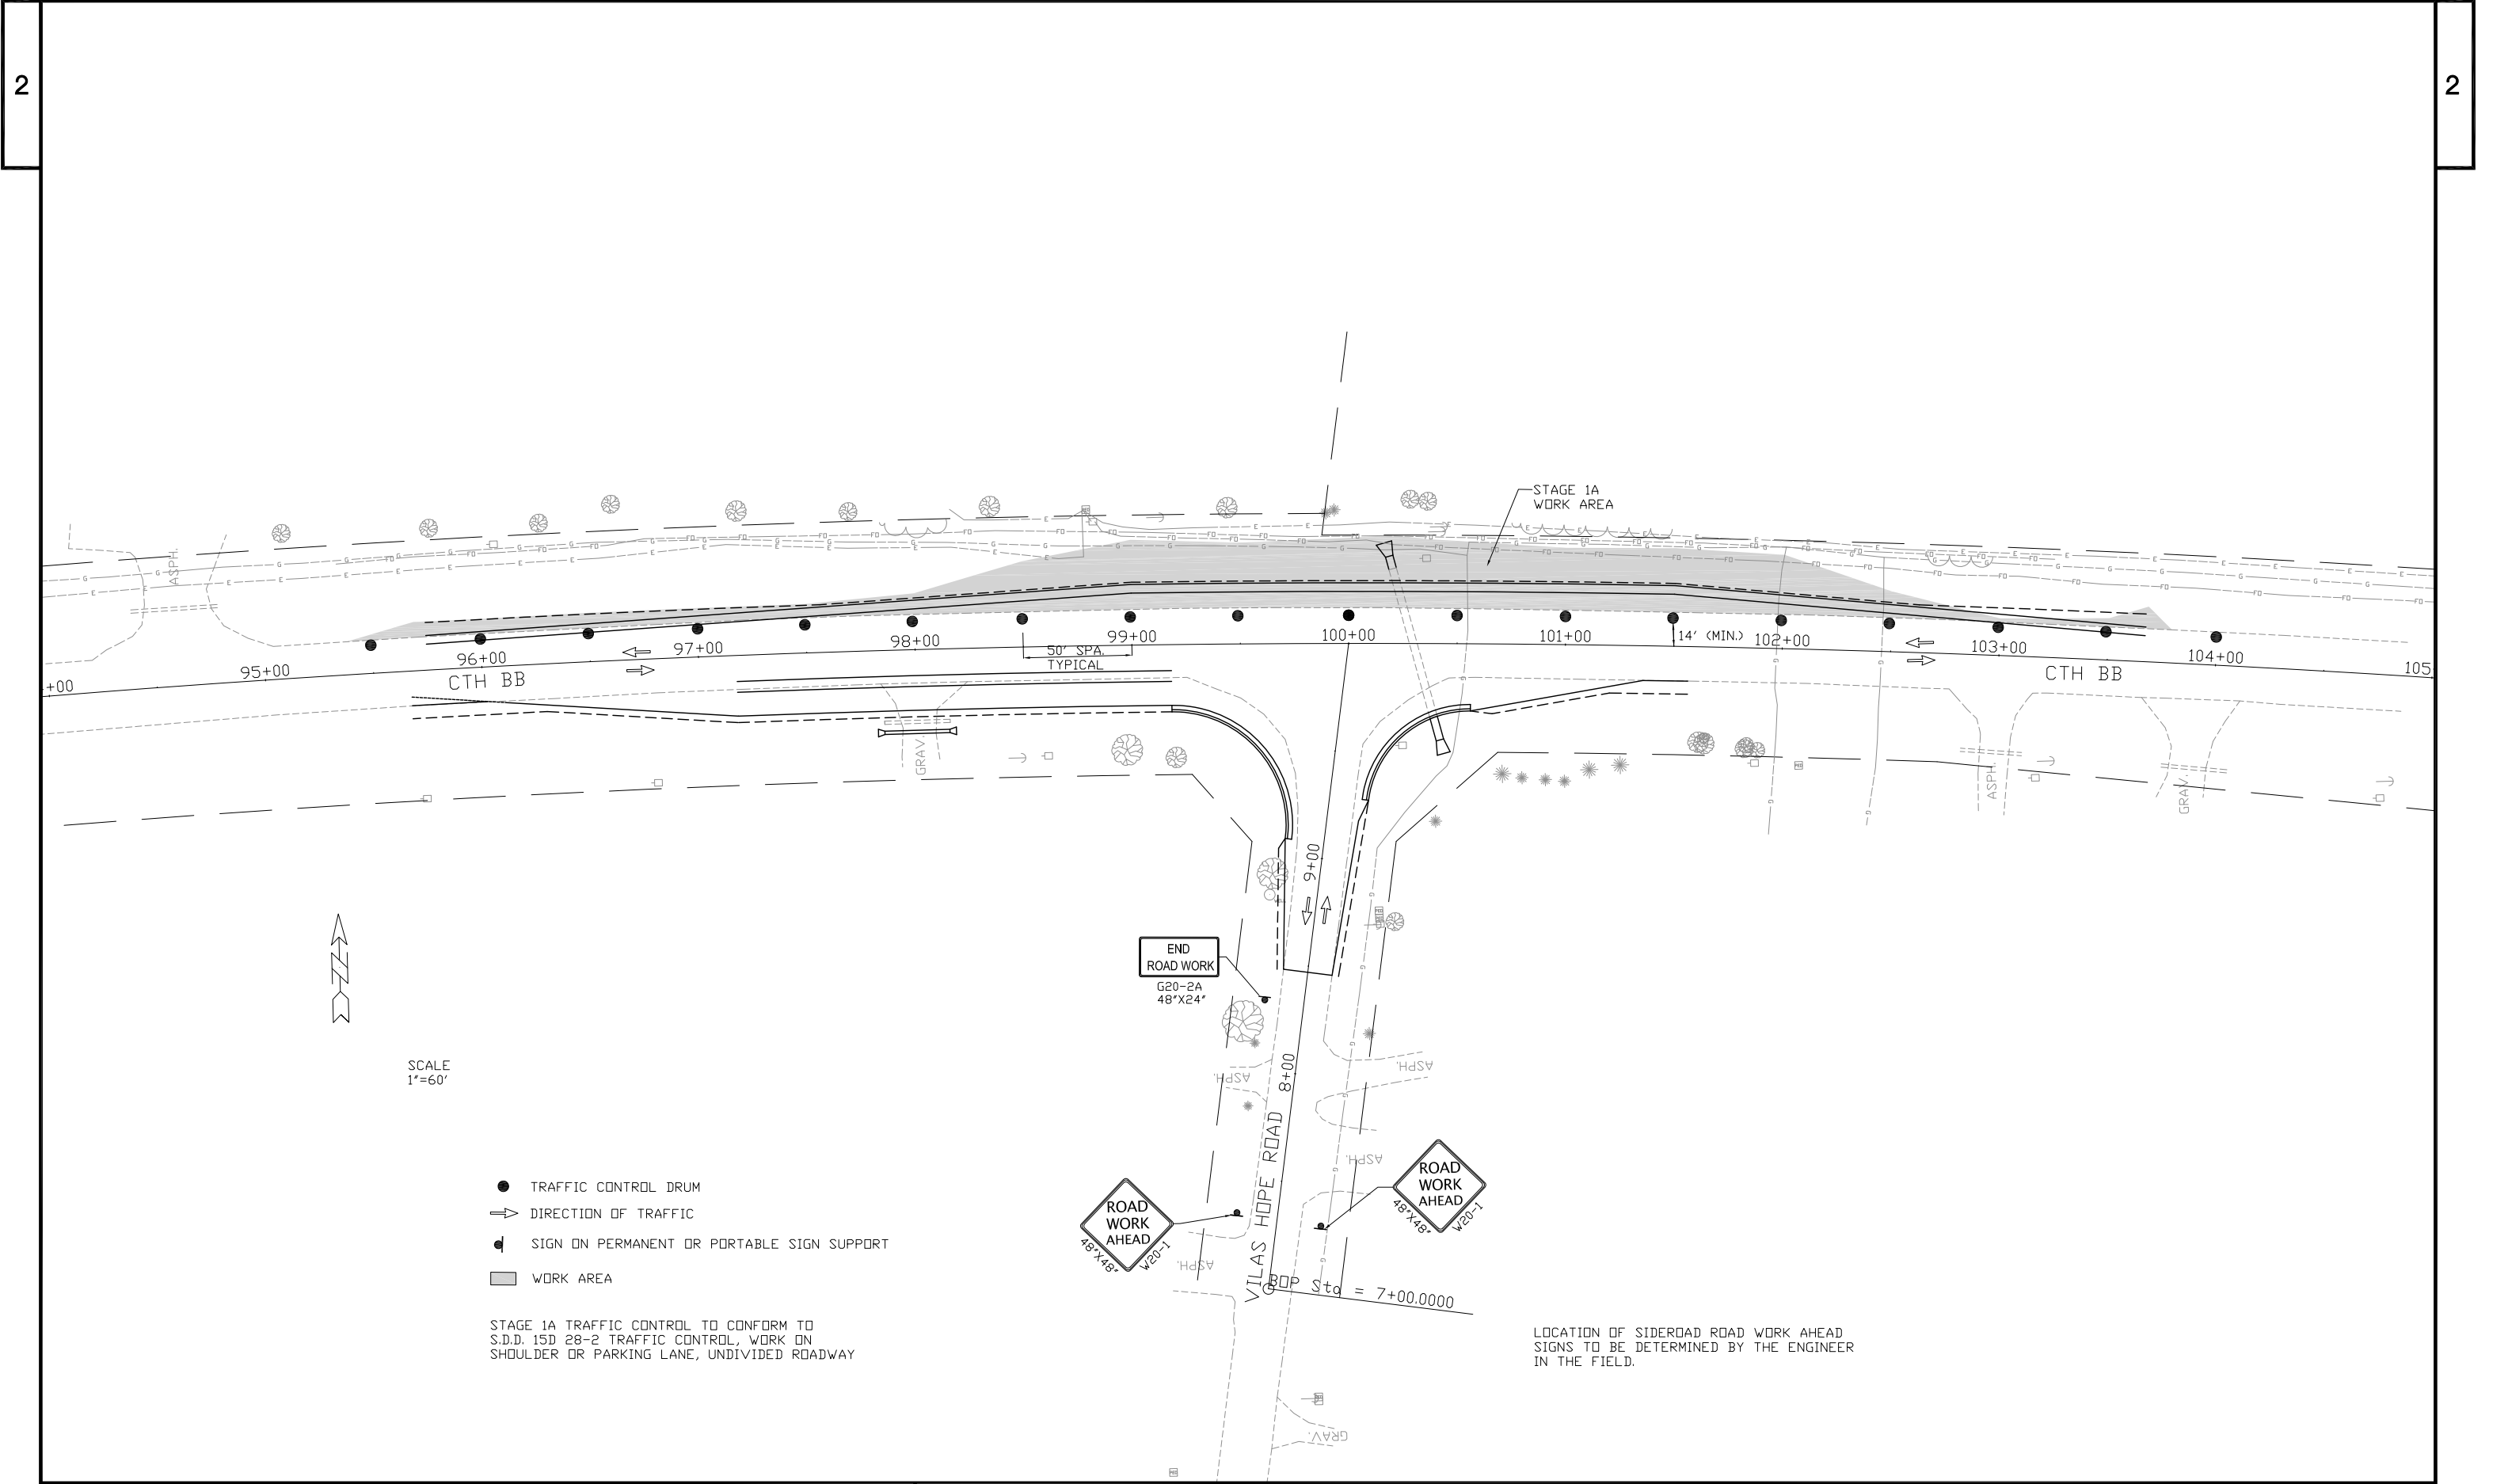 2
2
STAGE 1A
WORK AREA
ASPH.
95+00
96+00
97+00
98+00
99+00
100+00
101+00
102+00
103+00
104+00
105
+00
14' (MIN.)
50' SPA.
TYPICAL
CTH BB
CTH BB
GRAV.
ASPH.
GRAV.
9+00
END
ROAD WORK
G20-2A
48"X24"
8+00
ASPH.
ASPH.
ASPH.
ASPH.
SCALE
1"=60'
VILAS HOPE ROAD
ROAD
WORK
AHEAD
48"X48"
W20-1
ROAD
WORK
AHEAD
48"X48"
W20-1
BOP Sta = 7+00.0000
TRAFFIC CONTROL DRUM
DIRECTION OF TRAFFIC
SIGN ON PERMANENT OR PORTABLE SIGN SUPPORT
WORK AREA
STAGE 1A TRAFFIC CONTROL TO CONFORM TO
S.D.D. 15D 28-2 TRAFFIC CONTROL, WORK ON
SHOULDER OR PARKING LANE, UNDIVIDED ROADWAY
LOCATION OF SIDEROAD ROAD WORK AHEAD
SIGNS TO BE DETERMINED BY THE ENGINEER
IN THE FIELD.
GRAV.